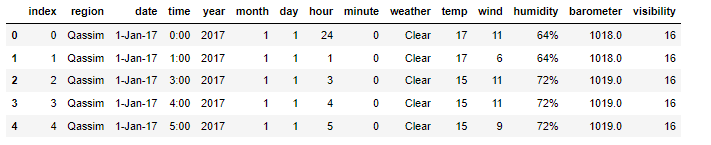 index region date time year month day hour minute weather temp wind humidity barometer visibility
0 0 Qassim 1-Jan-17 0:00 2017 1 1 24 0 Clear 17 11 64% 1018.0 16
1 1 Qassim 1-Jan-17 1:00 2017 1 1 1 0 Clear 17 6 64% 1018.0 16
2 2 Qassim 1-Jan-17 3:00 2017 1 1 3 0 Clear 15 11 72% 1019.0 16
3 3 Qassim 1-Jan-17 4:00 2017 1 1 4 0 Clear 15 11 72% 1019.0 16
4 4 Qassim 1-Jan-17 5:00 2017 1 1 5 0 Clear 15 9 72% 1019.0 16